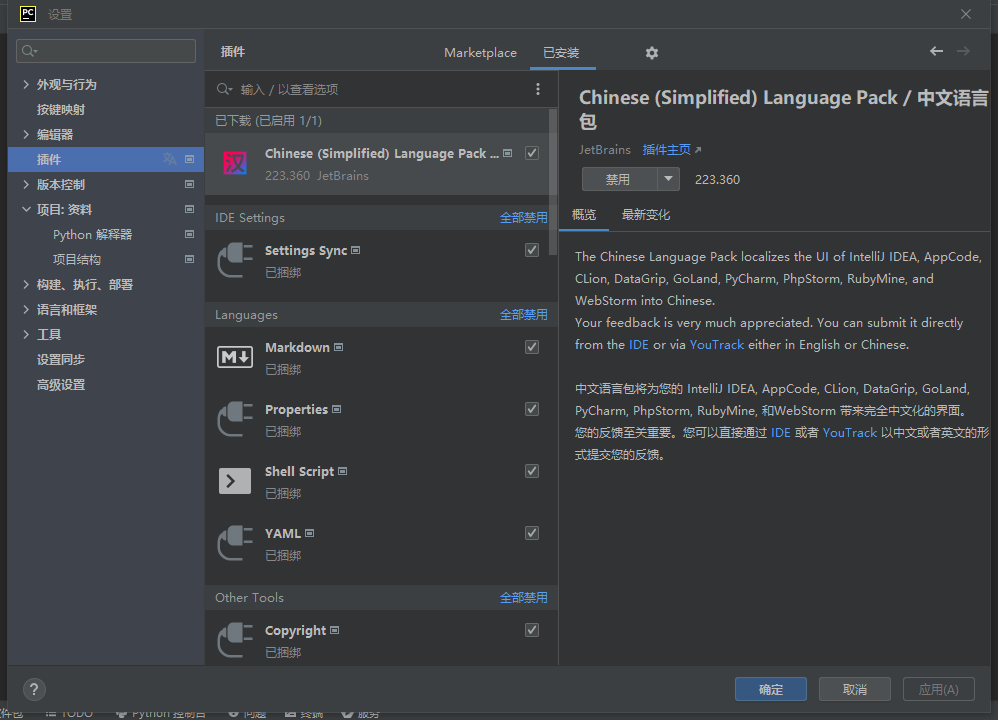 PC 设置
插件 Marketplace 已安装
外观与行为
按键映射
编辑器
插件
版本控制
项目: 资料
Python 解释器
项目结构
构建、执行、部署
语言和框架
工具
设置同步
高级设置
输入 / 以查看选项
已下载 (已启用 1/1)
汉
Chinese (Simplified) Language Pack ...
223.360 JetBrains
IDE Settings 全部禁用
Settings Sync
已捆绑
Languages 全部禁用
M
Markdown
已捆绑
Properties
已捆绑
Shell Script
已捆绑
YAML
已捆绑
Other Tools 全部禁用
Copyright
已捆绑
Chinese (Simplified) Language Pack / 中文语言
包
JetBrains 插件主页
禁用 223.360
概览 最新变化
The Chinese Language Pack localizes the UI of IntelliJ IDEA, AppCode,
CLion, DataGrip, GoLand, PyCharm, PhpStorm, RubyMine, and
WebStorm into Chinese.
Your feedback is very much appreciated. You can submit it directly
from the IDE or via YouTrack either in English or Chinese.
中文语言包将为您的 IntelliJ IDEA, AppCode, CLion, DataGrip, GoLand,
PyCharm, PhpStorm, RubyMine, 和WebStorm 带来完全中文化的界面。
您的反馈至关重要。您可以直接通过 IDE 或者 YouTrack 以中文或者英文的形
式提交您的反馈。
? 确定 取消 应用(A)
件包 TODO Python 控制台 问题 终端 服务